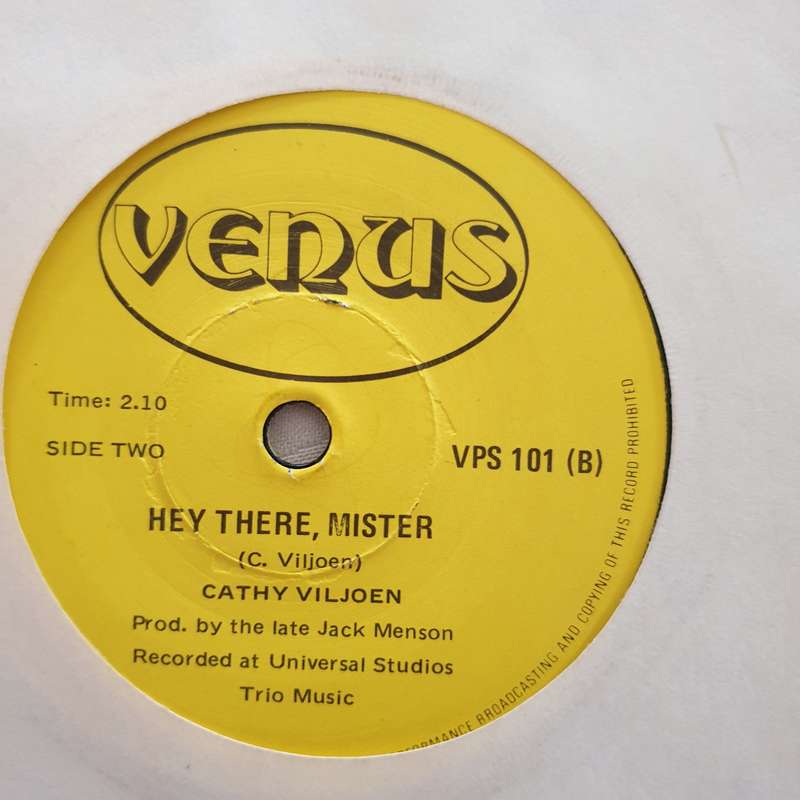 VENUS
Time: 2.10
SIDE TWO
VPS 101 (B)
HEY THERE, MISTER
(C. Viljoen)
CATHY VILJOEN
Prod. by the late Jack Menson
Recorded at Universal Studios
Trio Music
BROADCASTING AND COPYING OF THIS RECORD PROHIBITED